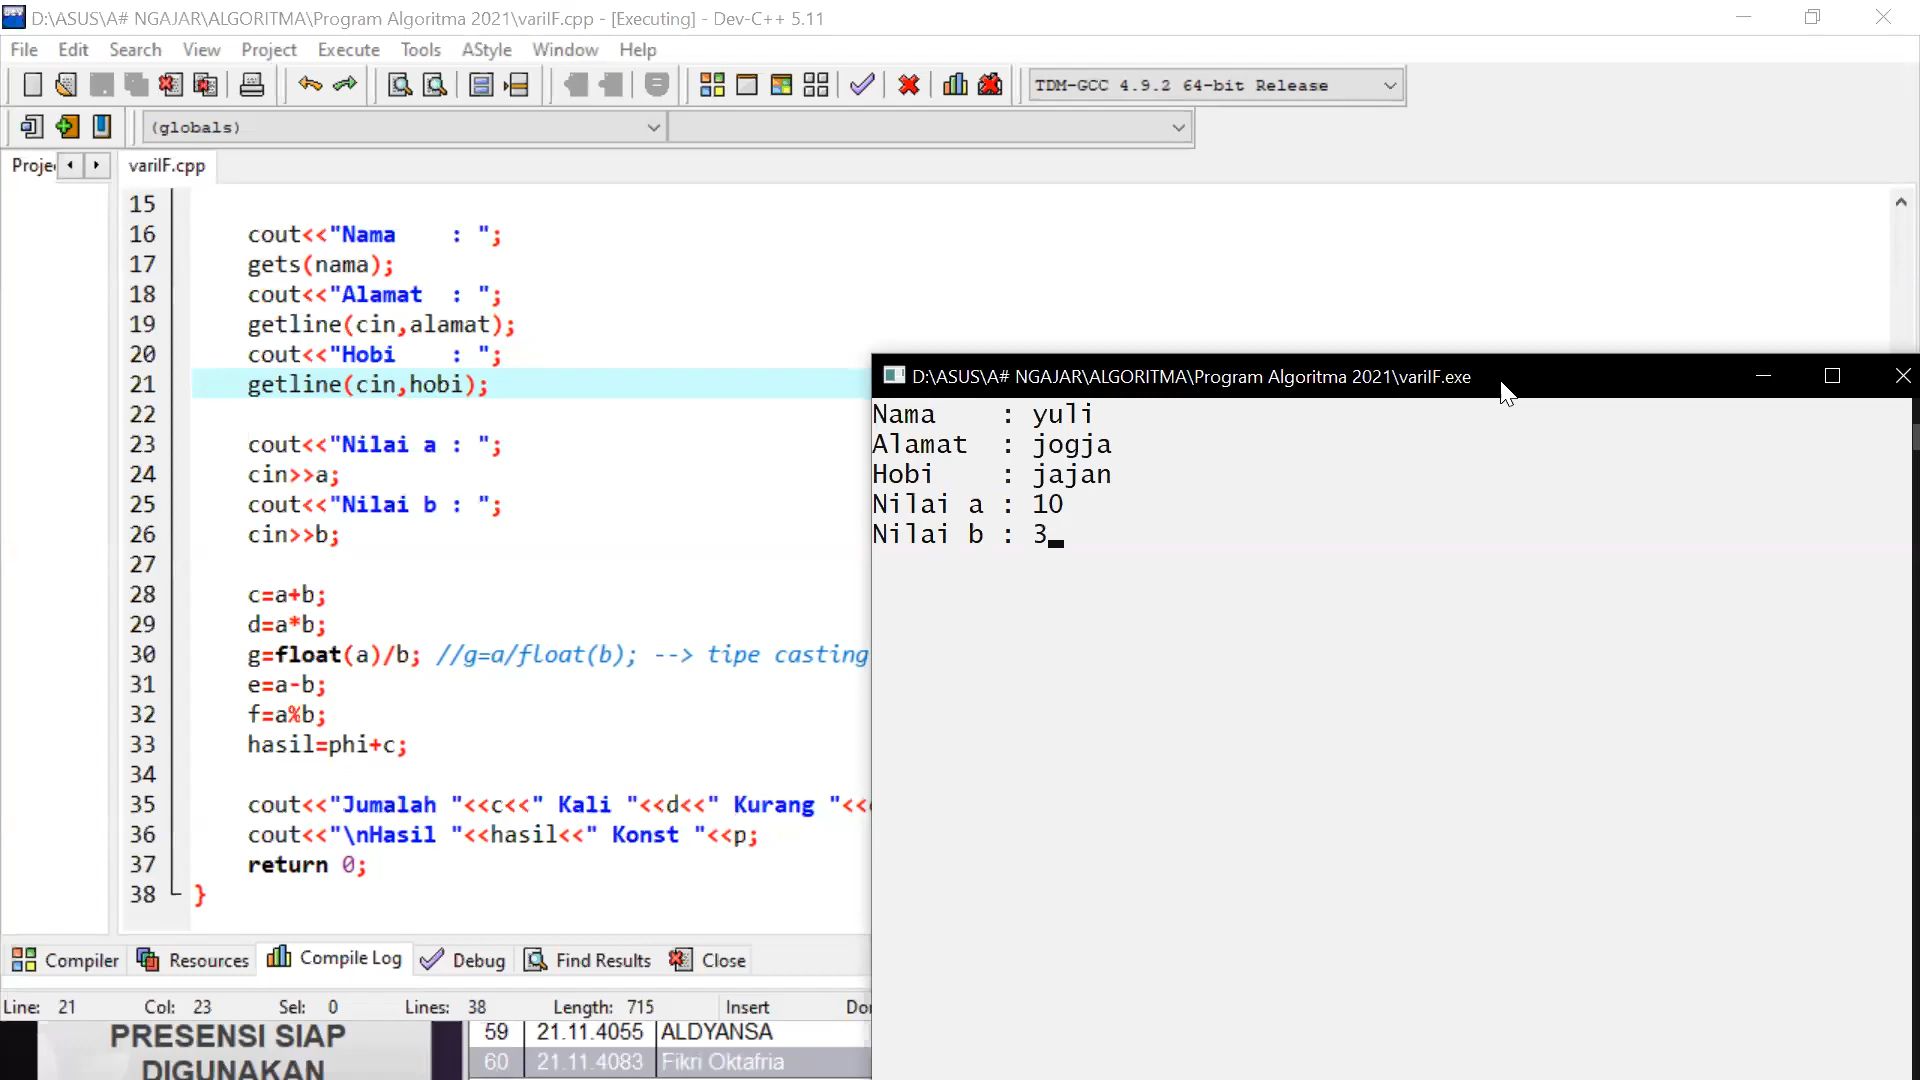 D:\ASUS\A# NGAJAR\ALGORITMA\Program Algoritma 2021\variIF.cpp - [Executing] - Dev-C++ 5.11
File Edit Search View Project Execute Tools AStyle Window Help
TDM-GCC 4.9.2 64-bit Release
(globals)
variIF.cpp
15
16 cout<<"Nama    : ";
17 gets(nama);
18 cout<<"Alamat  : ";
19 getline(cin,alamat);
20 cout<<"Hobi    : ";
21 getline(cin,hobi);
22
23 cout<<"Nilai a : ";
24 cin>>a;
25 cout<<"Nilai b : ";
26 cin>>b;
27
28 c=a+b;
29 d=a*b;
30 g=float(a)/b; //g=a/float(b); --> tipe casting
31 e=a-b;
32 f=a%b;
33 hasil=phi+c;
34
35 cout<<"Jumalah "<<c<<" Kali "<<d<<" Kurang "<<
36 cout<<"\nHasil "<<hasil<<" Konst "<<p;
37 return 0;
38 }
D:\ASUS\A# NGAJAR\ALGORITMA\Program Algoritma 2021\variIF.exe
Nama    : yuli
Alamat  : jogja
Hobi    : jajan
Nilai a : 10
Nilai b : 3
Compiler Resources Compile Log Debug Find Results Close
Line: 21 Col: 23 Sel: 0 Lines: 38 Length: 715 Insert
PRESENSI SIAP
DIGUNAKAN
59 21.11.4055 ALDYANSA
60 21.11.4083 Fikri Oktafria